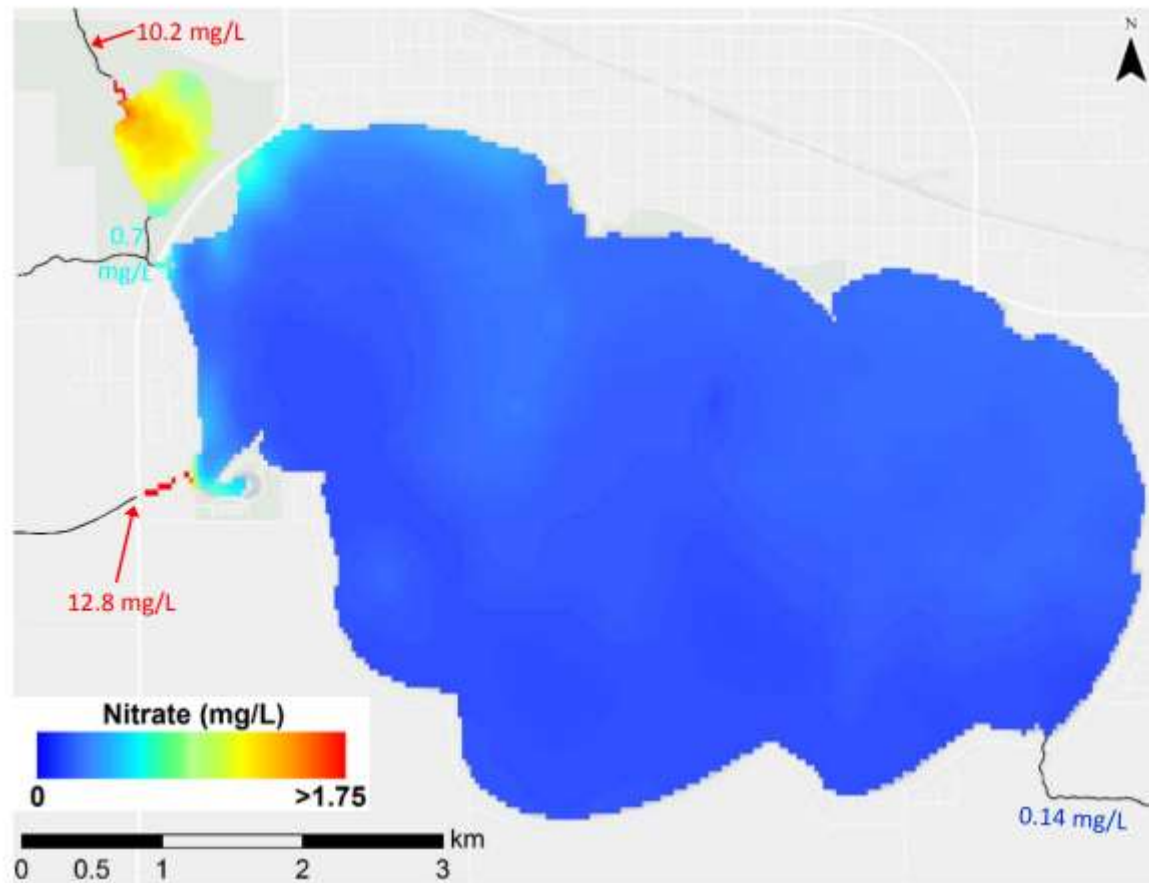 10.2 mg/L
N
0.7
mg/L
12.8 mg/L
Nitrate (mg/L)
0 >1.75
0.14 mg/L
km
0 0.5 1 2 3